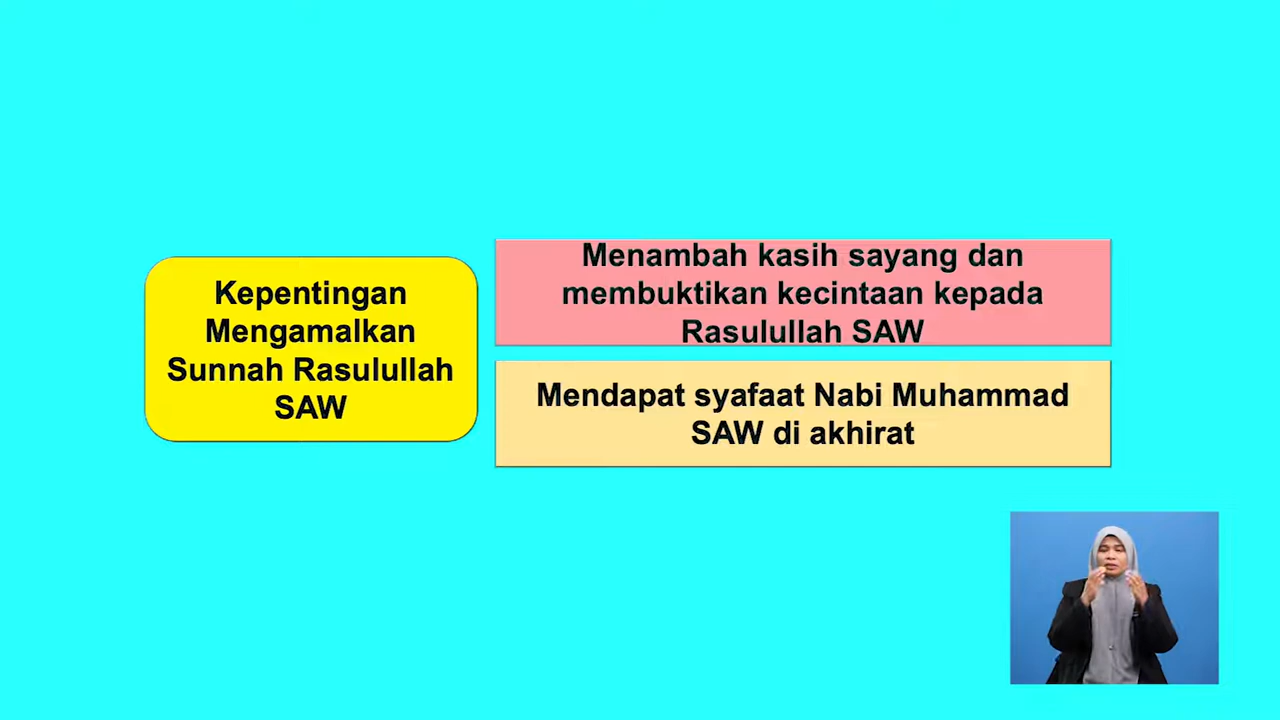 Kepentingan
Mengamalkan
Sunnah Rasulullah
SAW
Menambah kasih sayang dan
membuktikan kecintaan kepada
Rasulullah SAW
Mendapat syafaat Nabi Muhammad
SAW di akhirat